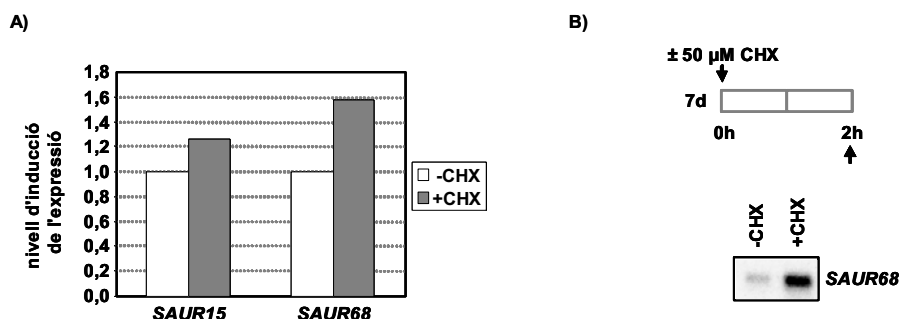 A)
nivell d'inducció
de l'expressió
1,8
1,6
1,4
1,2
1,0
0,8
0,6
0,4
0,2
0,0
SAUR15 SAUR68
-CHX
+CHX
B)
± 50 µM CHX
7d
0h 2h
-CHX
+CHX
SAUR68